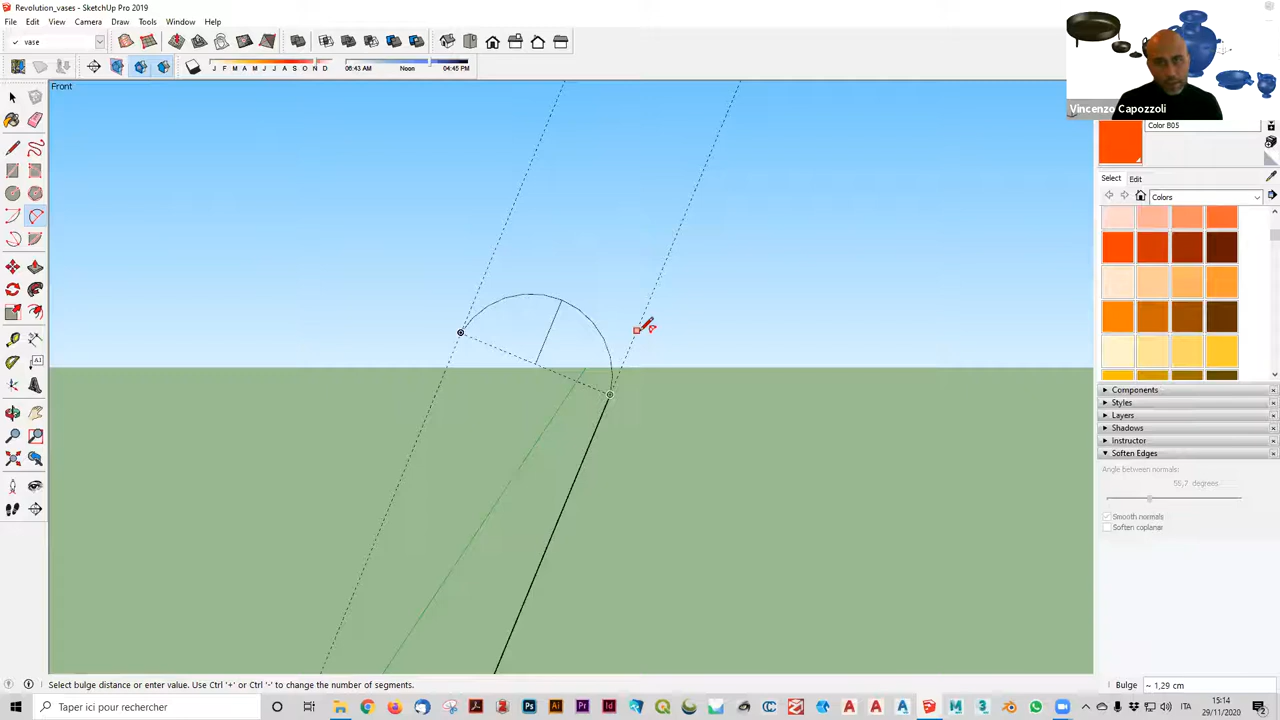 Revolution_vases - SketchUp Pro 2019
File Edit View Camera Draw Tools Window Help
vase
J F M A M J J A S O N D 06:43 AM Noon 04:45 PM
Front
Vincenzo Capozzoli
Color B05
Select Edit
Colors
Components
Styles
Layers
Shadows
Instructor
Soften Edges
Angle between normals:
degrees
Smooth normals
Soften coplanar
Select bulge distance or enter value. Use Ctrl '+' or Ctrl '-' to change the number of segments.
Bulge ~ 1,29 cm
Taper ici pour rechercher
ITA
15:14
29/11/2020